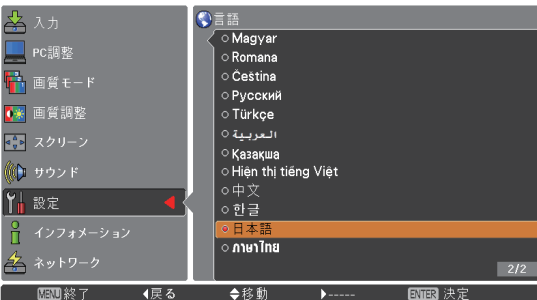 入力
PC調整
画質モード
画質調整
スクリーン
サウンド
設定
インフォメーション
ネットワーク
言語
Magyar
Romana
Čeština
Русский
Türkçe
العربية
Қазақша
Hiện thị tiếng Việt
中文
한글
日本語
ภาษาไทย
2/2
MENU 終了 戻る 移動 ----- ENTER 決定